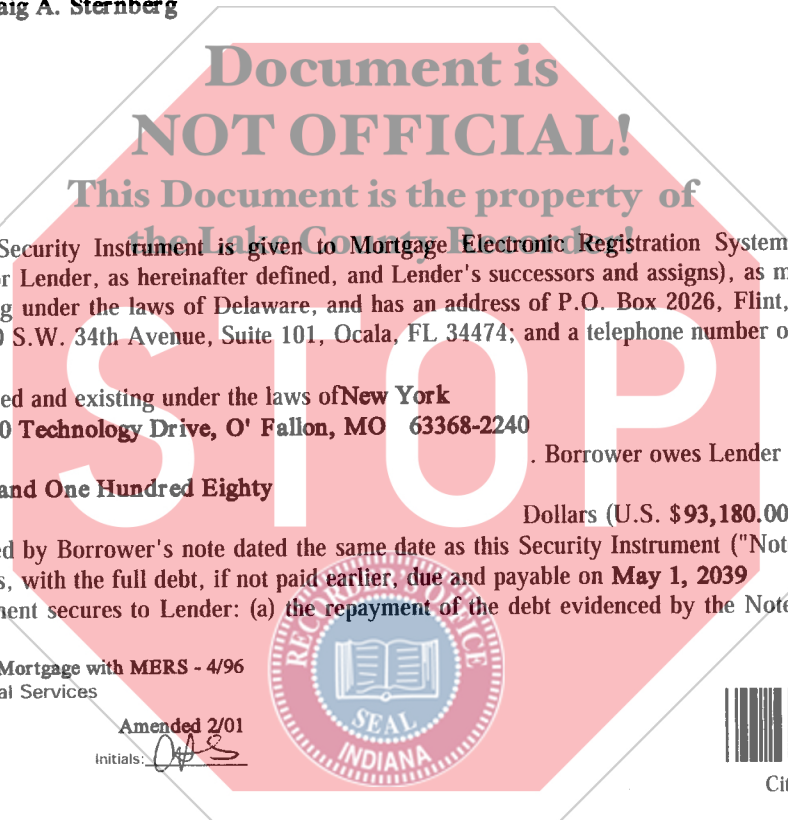 aig A. Sternberg
Document is
NOT OFFICIAL!
This Document is the property of
the Lake County Recorder!
Security Instrument is given to Mortgage Electronic Registration System
r Lender, as hereinafter defined, and Lender's successors and assigns), as m
g under the laws of Delaware, and has an address of P.O. Box 2026, Flint,
0 S.W. 34th Avenue, Suite 101, Ocala, FL 34474; and a telephone number o
ed and existing under the laws ofNew York
0 Technology Drive, O' Fallon, MO 63368-2240
. Borrower owes Lender
and One Hundred Eighty
Dollars (U.S. $93,180.00
ed by Borrower's note dated the same date as this Security Instrument ("Not
s, with the full debt, if not paid earlier, due and payable on May 1, 2039
ment secures to Lender: (a) the repayment of the debt evidenced by the Note
STOP
RECORDER'S OFFICE
SEAL
INDIANA
Mortgage with MERS - 4/96
al Services
Amended 2/01
Initials:
Cit